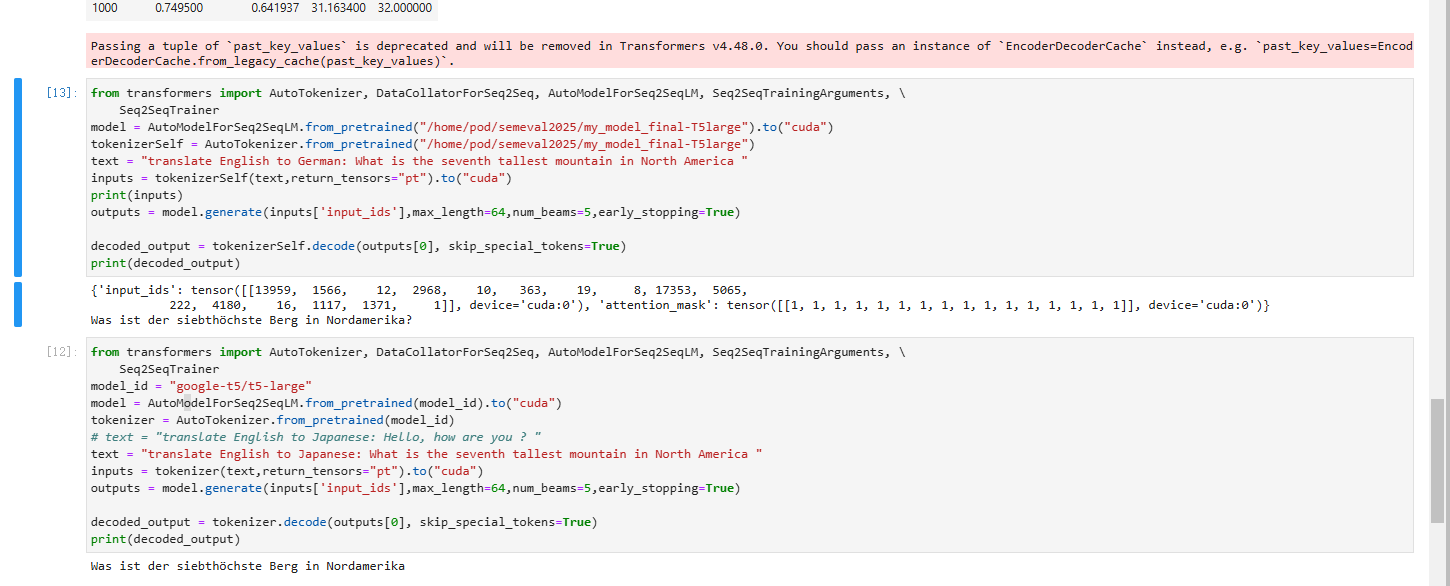 1000 0.749500 0.641937 31.163400 32.000000
Passing a tuple of `past_key_values` is deprecated and will be removed in Transformers v4.48.0. You should pass an instance of `EncoderDecoderCache` instead, e.g. `past_key_values=Encod
erDecoderCache.from_legacy_cache(past_key_values)`.
[13]: from transformers import AutoTokenizer, DataCollatorForSeq2Seq, AutoModelForSeq2SeqLM, Seq2SeqTrainingArguments, \
    Seq2SeqTrainer
model = AutoModelForSeq2SeqLM.from_pretrained("/home/pod/semeval2025/my_model_final-T5large").to("cuda")
tokenizerSelf = AutoTokenizer.from_pretrained("/home/pod/semeval2025/my_model_final-T5large")
text = "translate English to German: What is the seventh tallest mountain in North America "
inputs = tokenizerSelf(text,return_tensors="pt").to("cuda")
print(inputs)
outputs = model.generate(inputs['input_ids'],max_length=64,num_beams=5,early_stopping=True)
decoded_output = tokenizerSelf.decode(outputs[0], skip_special_tokens=True)
print(decoded_output)
{'input_ids': tensor([[13959, 1566, 12, 2968, 10, 363, 19, 8, 17353, 5065,
222, 4180, 16, 1117, 1371, 1]], device='cuda:0'), 'attention_mask': tensor([[1, 1, 1, 1, 1, 1, 1, 1, 1, 1, 1, 1, 1, 1, 1, 1]], device='cuda:0')}
Was ist der siebthöchste Berg in Nordamerika?
[12]: from transformers import AutoTokenizer, DataCollatorForSeq2Seq, AutoModelForSeq2SeqLM, Seq2SeqTrainingArguments, \
    Seq2SeqTrainer
model_id = "google-t5/t5-large"
model = AutoModelForSeq2SeqLM.from_pretrained(model_id).to("cuda")
tokenizer = AutoTokenizer.from_pretrained(model_id)
# text = "translate English to Japanese: Hello, how are you ? "
text = "translate English to Japanese: What is the seventh tallest mountain in North America "
inputs = tokenizer(text,return_tensors="pt").to("cuda")
outputs = model.generate(inputs['input_ids'],max_length=64,num_beams=5,early_stopping=True)
decoded_output = tokenizer.decode(outputs[0], skip_special_tokens=True)
print(decoded_output)
Was ist der siebthöchste Berg in Nordamerika